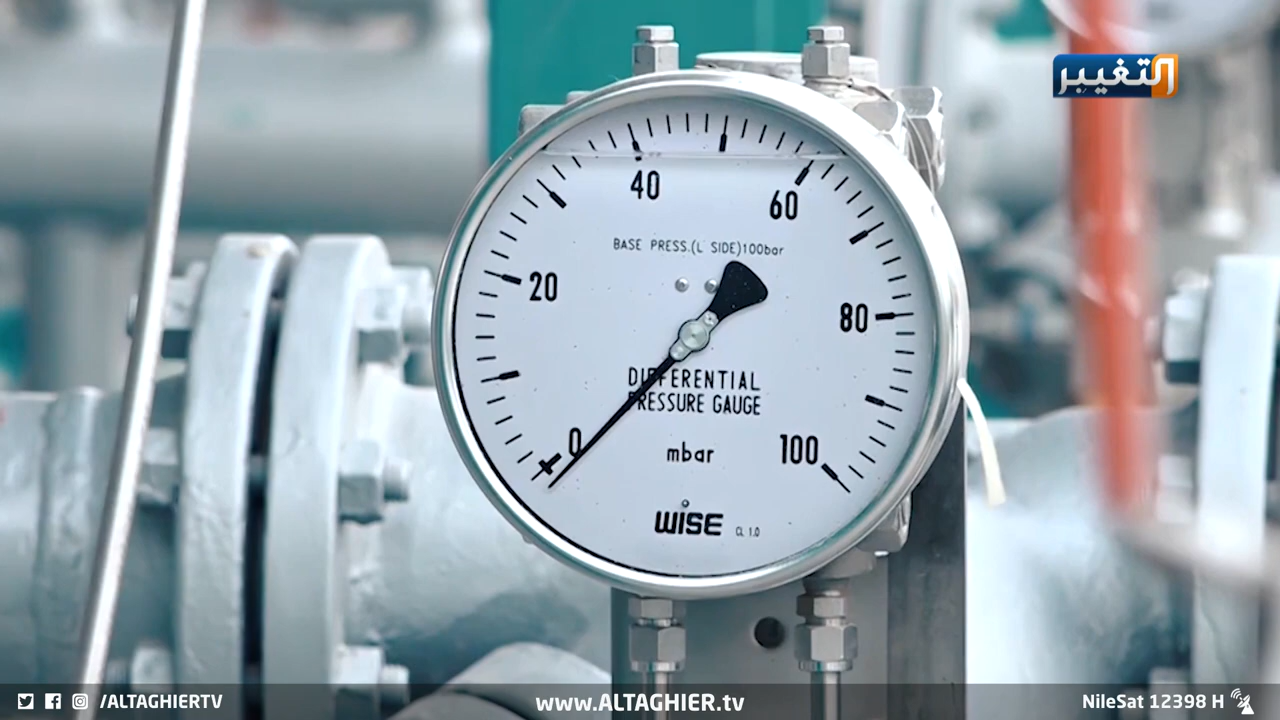 التغيير
40
60
BASE PRESS.(L SIDE)100bar
20
80
DIFFERENTIAL
PRESSURE GAUGE
0
mbar
100
WISE CL 1.0
/ALTAGHIERTV
www.ALTAGHIER.tv
NileSat 12398 H